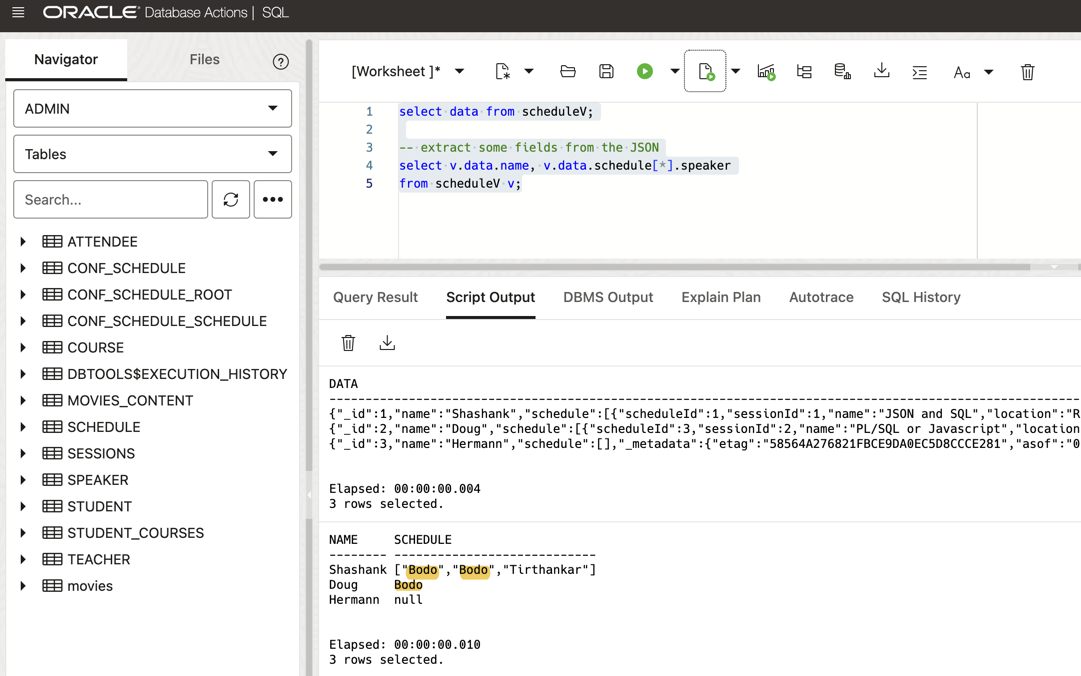 ORACLE Database Actions | SQL
Navigator
Files
?
ADMIN
Tables
Search...
ATTENDEE
CONF_SCHEDULE
CONF_SCHEDULE_ROOT
CONF_SCHEDULE_SCHEDULE
COURSE
DBTOOLS$EXECUTION_HISTORY
MOVIES_CONTENT
SCHEDULE
SESSIONS
SPEAKER
STUDENT
STUDENT_COURSES
TEACHER
movies
[Worksheet ]*
Aa
1 select data from scheduleV;
2
3 -- extract some fields from the JSON
4 select v.data.name, v.data.schedule[*].speaker
5 from scheduleV v;
Query Result Script Output DBMS Output Explain Plan Autotrace SQL History
DATA
--------------------------------------------------------------------------------
{"_id":1,"name":"Shashank","schedule":[{"scheduleId":1,"sessionId":1,"name":"JSON and SQL","location":"R
{"_id":2,"name":"Doug","schedule":[{"scheduleId":3,"sessionId":2,"name":"PL/SQL or Javascript","location
{"_id":3,"name":"Hermann","schedule":[],"_metadata":{"etag":"58564A276821FBCE9DA0EC5D8CCCE281","asof":"0
Elapsed: 00:00:00.004
3 rows selected.
NAME SCHEDULE
-------- ----------------------------
Shashank ["Bodo","Bodo","Tirthankar"]
Doug Bodo
Hermann null
Elapsed: 00:00:00.010
3 rows selected.